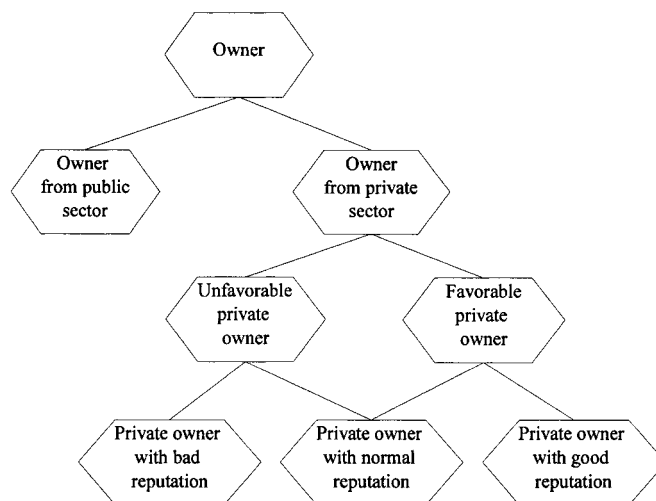 Owner
Owner
from public
sector
Owner
from private
sector
Unfavorable
private
owner
Favorable
private
owner
Private owner
with bad
reputation
Private owner
with normal
reputation
Private owner
with good
reputation